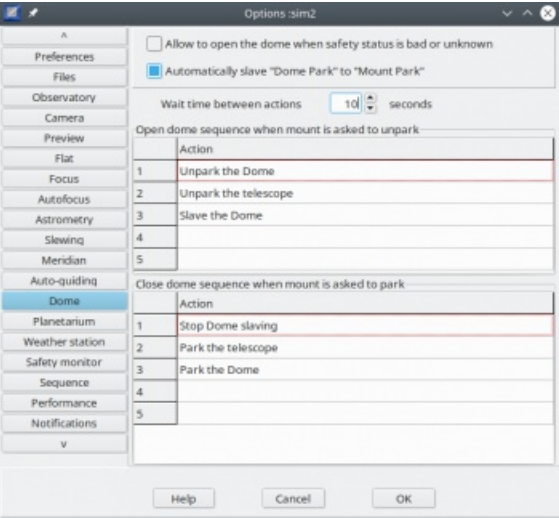 Options :sim2
^
Preferences
Files
Observatory
Camera
Preview
Flat
Focus
Autofocus
Astrometry
Slewing
Meridian
Auto-guiding
Dome
Planetarium
Weather station
Safety monitor
Sequence
Performance
Notifications
v
Allow to open the dome when safety status is bad or unknown
Automatically slave "Dome Park" to "Mount Park"
Wait time between actions 10 seconds
Open dome sequence when mount is asked to unpark
Action
1 Unpark the Dome
2 Unpark the telescope
3 Slave the Dome
4
5
Close dome sequence when mount is asked to park
Action
1 Stop Dome slaving
2 Park the telescope
3 Park the Dome
4
5
Help Cancel OK